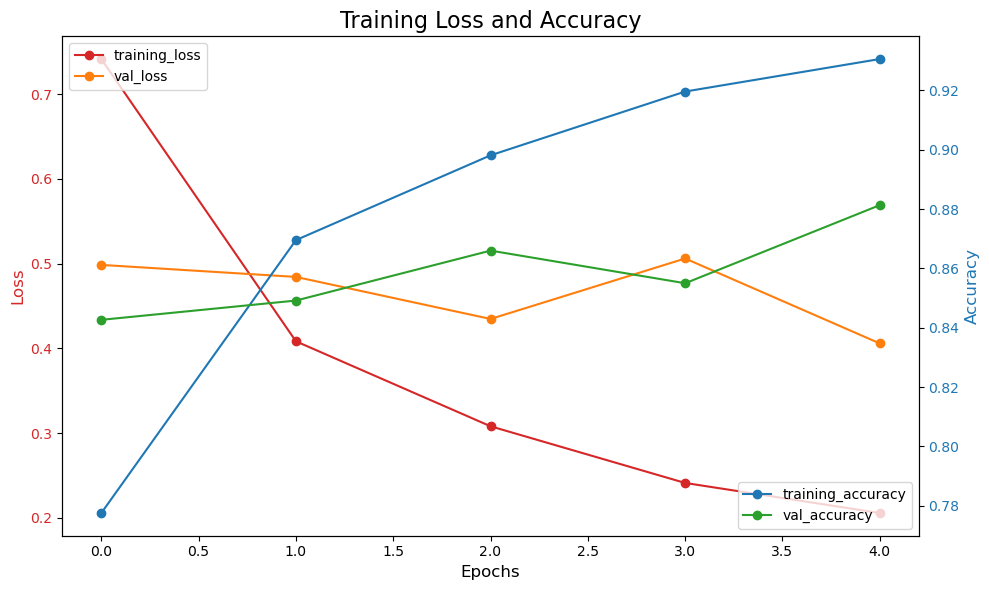 Training Loss and Accuracy
training_loss
val_loss
0.7
0.6
0.5
0.4
0.3
0.2
Loss
0.92
0.90
0.88
0.86
0.84
0.82
0.80
0.78
Accuracy
training_accuracy
val_accuracy
0.0 0.5 1.0 1.5 2.0 2.5 3.0 3.5 4.0
Epochs